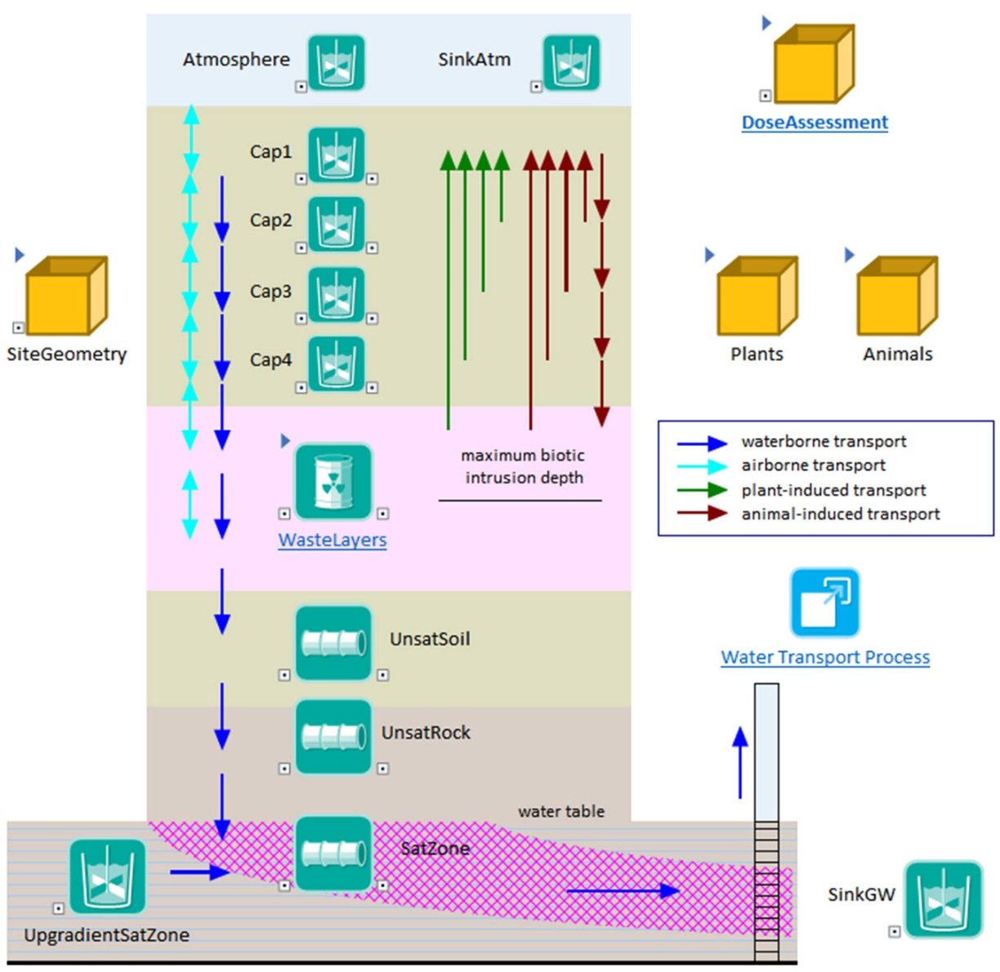 Atmosphere
SinkAtm
DoseAssessment
Cap1
Cap2
Cap3
Cap4
SiteGeometry
Plants
Animals
maximum biotic
intrusion depth
waterborne transport
airborne transport
plant-induced transport
animal-induced transport
WasteLayers
UnsatSoil
Water Transport Process
UnsatRock
water table
SatZone
SinkGW
UpgradientSatZone